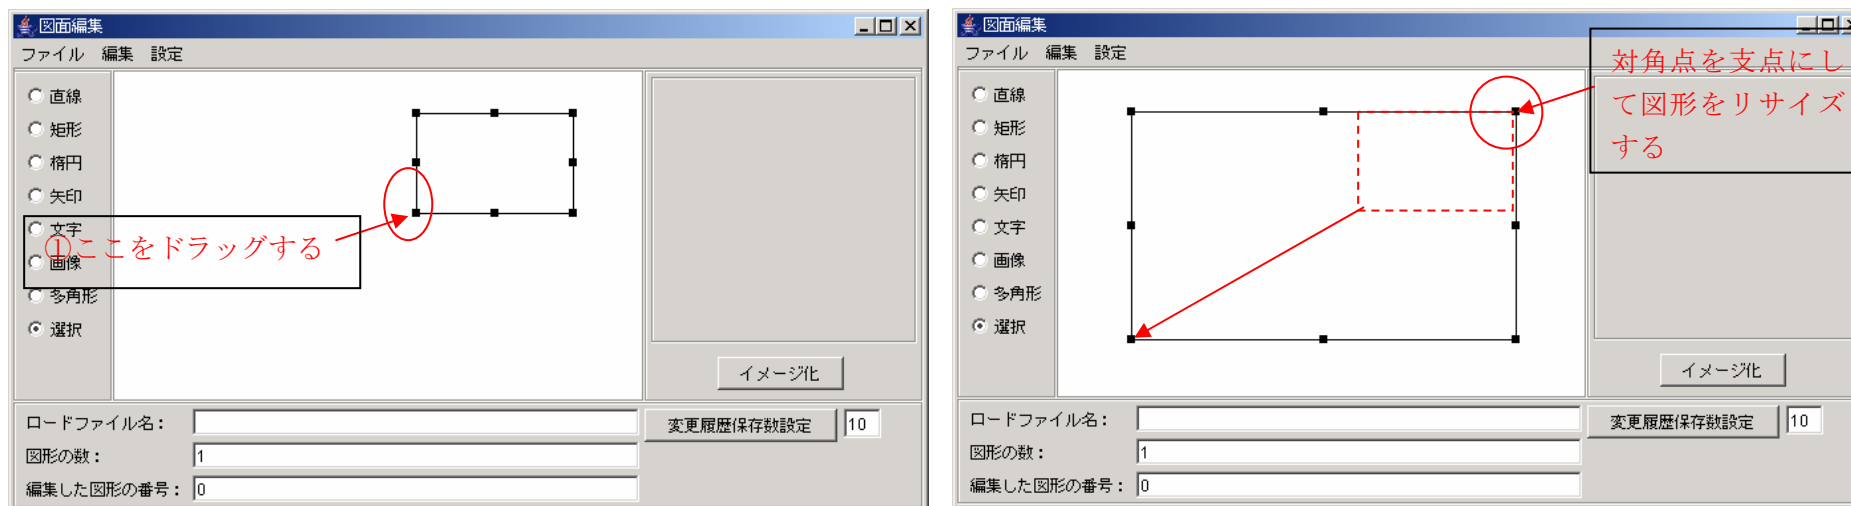 図面編集
ファイル 編集 設定
直線
矩形
楕円
矢印
文字
①ここをドラッグする
画像
多角形
選択
イメージ化
ロードファイル名：
変更履歴保存数設定 10
図形の数： 1
編集した図形の番号： 0
図面編集
ファイル 編集 設定
対角点を支点にし
て図形をリサイズ
する
直線
矩形
楕円
矢印
文字
画像
多角形
選択
イメージ化
ロードファイル名：
変更履歴保存数設定 10
図形の数： 1
編集した図形の番号： 0